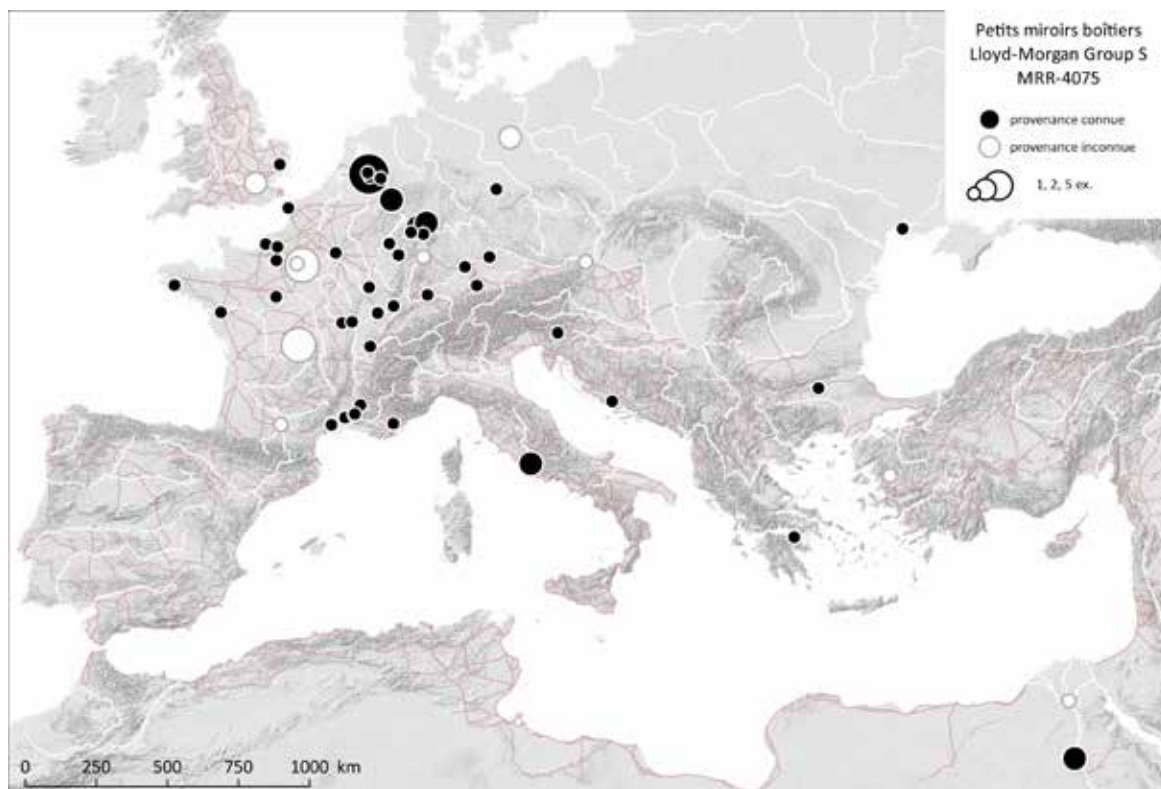 Petits miroirs boîtiers
Lloyd-Morgan Group S
MRR-4075
provenance connue
provenance inconnue
1, 2, 5 ex.
0 250 500 750 1000 km